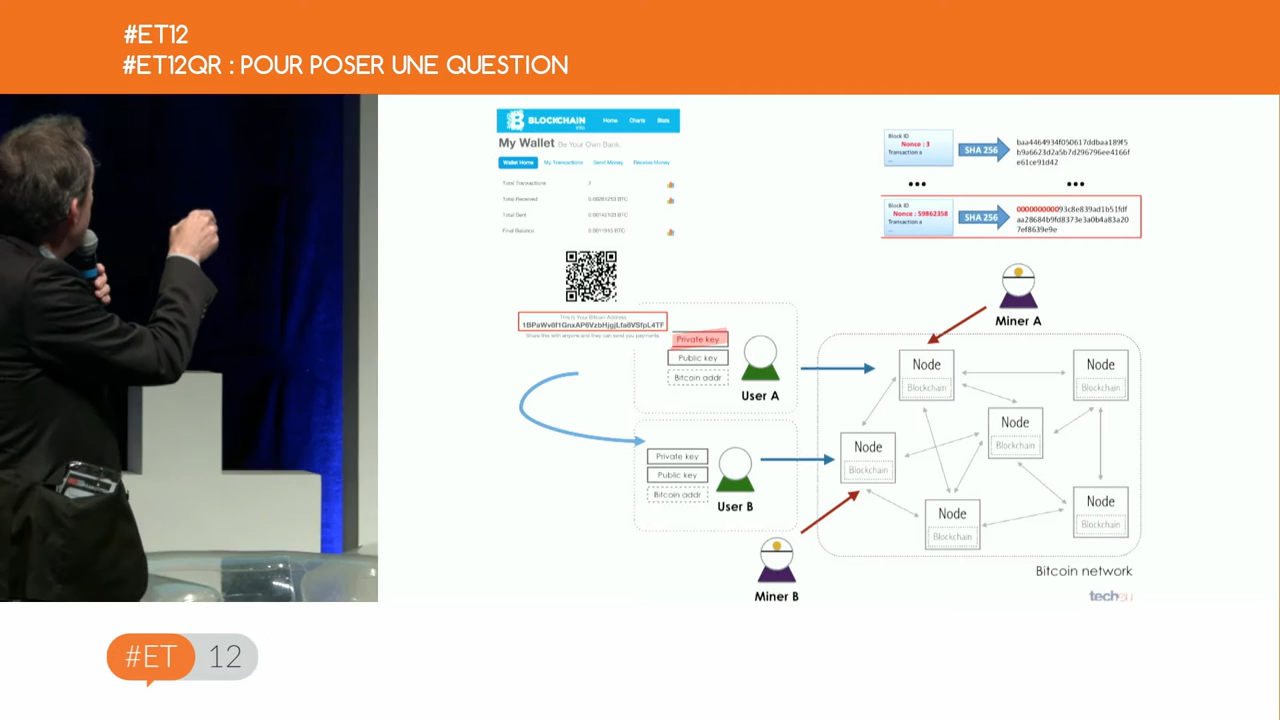 #ET12
#ET12QR : POUR POSER UNE QUESTION
BLOCKCHAIN
info
Home
Charts
Stats
My Wallet Be Your Own Bank.
Wallet Home
My Transactions
Send Money
Receive Money
Total Transactions
2
Total Received
Total Sent
Final Balance
This is Your Bitcoin Address
Share this with anyone and they can send you payments
Block ID
Nonce : 3
Transaction a
...
SHA 256
baa4464934f050617ddbaa189f5
b9a6623d2a5b7d296796ee4166f
e61ce91d42
•••
•••
Block ID
Nonce : 59862358
Transaction a
...
SHA 256
000000000093c8e839ad1b51fdf
aa28684b9fd8373e3a0b4a83a20
7ef8639e9e
Miner A
Private key
Public key
Bitcoin addr
User A
Private key
Public key
Bitcoin addr
User B
Miner B
Node
Blockchain
Node
Blockchain
Node
Blockchain
Node
Blockchain
Node
Blockchain
Node
Blockchain
Bitcoin network
tech
#ET 12